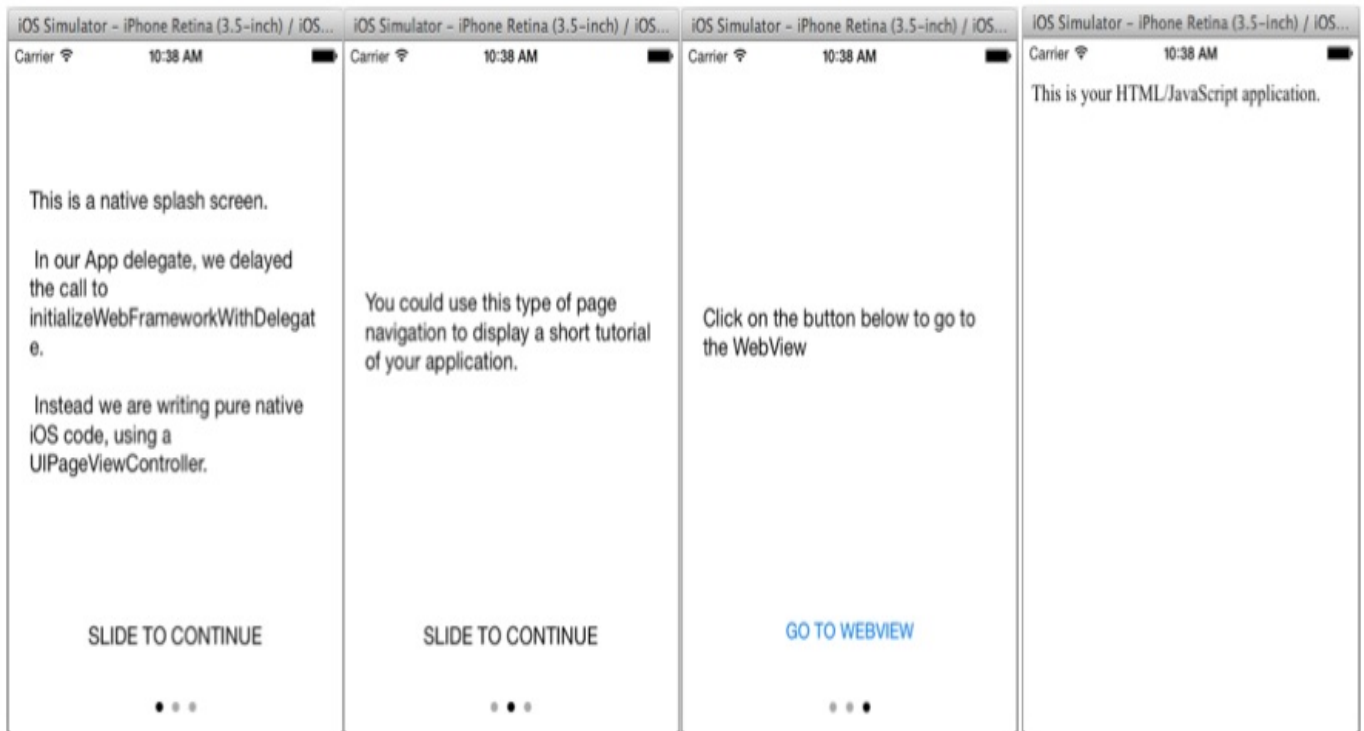 iOS Simulator – iPhone Retina (3.5-inch) / iOS...
Carrier 10:38 AM
This is a native splash screen.
In our App delegate, we delayed
the call to
initializeWebFrameworkWithDelegat
e.
Instead we are writing pure native
iOS code, using a
UIPageViewController.
SLIDE TO CONTINUE
iOS Simulator – iPhone Retina (3.5-inch) / iOS...
Carrier 10:38 AM
You could use this type of page
navigation to display a short tutorial
of your application.
SLIDE TO CONTINUE
iOS Simulator – iPhone Retina (3.5-inch) / iOS...
Carrier 10:38 AM
Click on the button below to go to
the WebView
GO TO WEBVIEW
iOS Simulator – iPhone Retina (3.5-inch) / iOS...
Carrier 10:38 AM
This is your HTML/JavaScript application.